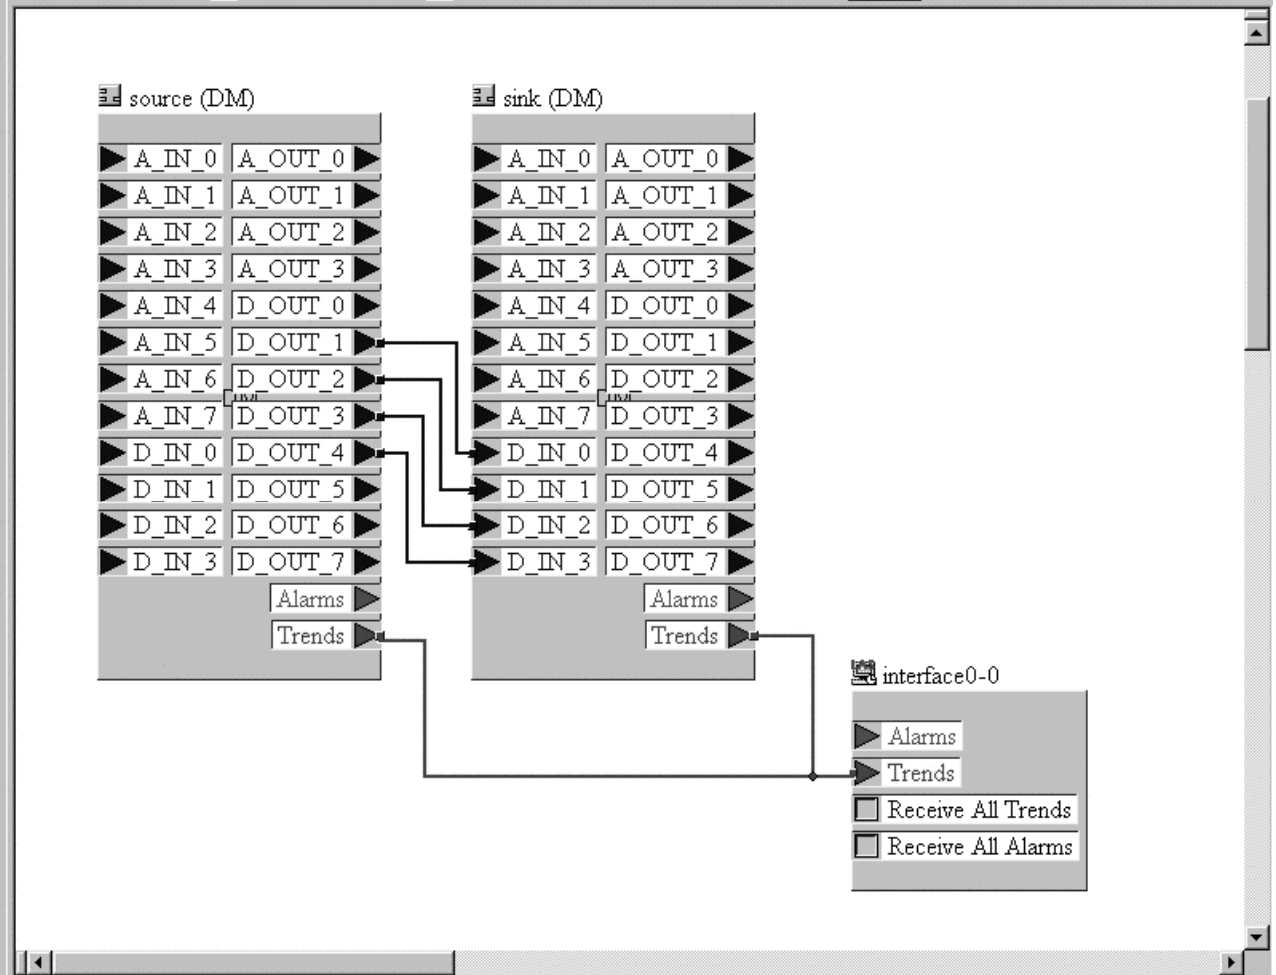 source (DM)
sink (DM)
A_IN_0 A_OUT_0
A_IN_1 A_OUT_1
A_IN_2 A_OUT_2
A_IN_3 A_OUT_3
A_IN_4 D_OUT_0
A_IN_5 D_OUT_1
A_IN_6 D_OUT_2
A_IN_7 D_OUT_3
D_IN_0 D_OUT_4
D_IN_1 D_OUT_5
D_IN_2 D_OUT_6
D_IN_3 D_OUT_7
Alarms
Trends
A_IN_0 A_OUT_0
A_IN_1 A_OUT_1
A_IN_2 A_OUT_2
A_IN_3 A_OUT_3
A_IN_4 D_OUT_0
A_IN_5 D_OUT_1
A_IN_6 D_OUT_2
A_IN_7 D_OUT_3
D_IN_0 D_OUT_4
D_IN_1 D_OUT_5
D_IN_2 D_OUT_6
D_IN_3 D_OUT_7
Alarms
Trends
interface0-0
Alarms
Trends
Receive All Trends
Receive All Alarms